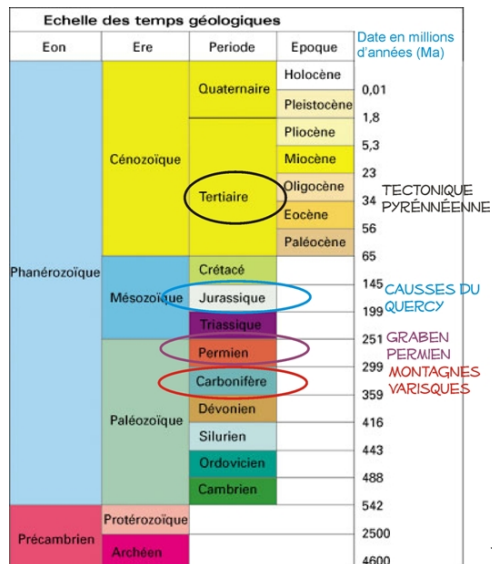 Echelle des temps géologiques
Eon Ere Periode Epoque Date en millions
d'années (Ma)
Holocène
Quaternaire 0,01
Pleistocène
1,8
Pliocène
5,3
Cénozoïque Miocène
23
Tertiaire Oligocène TECTONIQUE
34 PYRÉNNÉENNE
Eocène
56
Paléocène
65
Phanérozoïque Crétacé
145 CAUSSES DU
Mésozoïque Jurassique QUERCY
199
Triassique
251 GRABEN
Permien PERMIEN
299 MONTAGNES
Carbonifère VARISQUES
359
Paléozoïque Dévonien
416
Silurien
443
Ordovicien
488
Cambrien
542
Protérozoïque
Précambrien 2500
Archéen
4600